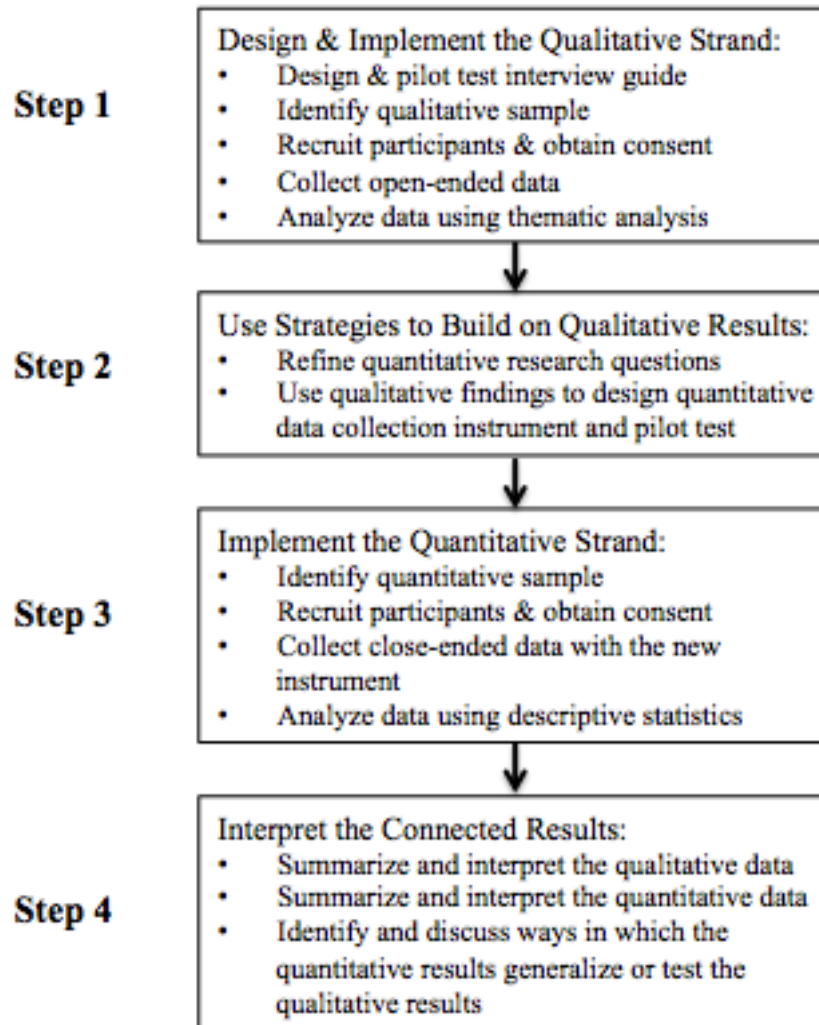 Step 1
Design & Implement the Qualitative Strand:
• Design & pilot test interview guide
• Identify qualitative sample
• Recruit participants & obtain consent
• Collect open-ended data
• Analyze data using thematic analysis
Step 2
Use Strategies to Build on Qualitative Results:
• Refine quantitative research questions
• Use qualitative findings to design quantitative
data collection instrument and pilot test
Step 3
Implement the Quantitative Strand:
• Identify quantitative sample
• Recruit participants & obtain consent
• Collect close-ended data with the new
instrument
• Analyze data using descriptive statistics
Step 4
Interpret the Connected Results:
• Summarize and interpret the qualitative data
• Summarize and interpret the quantitative data
• Identify and discuss ways in which the
quantitative results generalize or test the
qualitative results